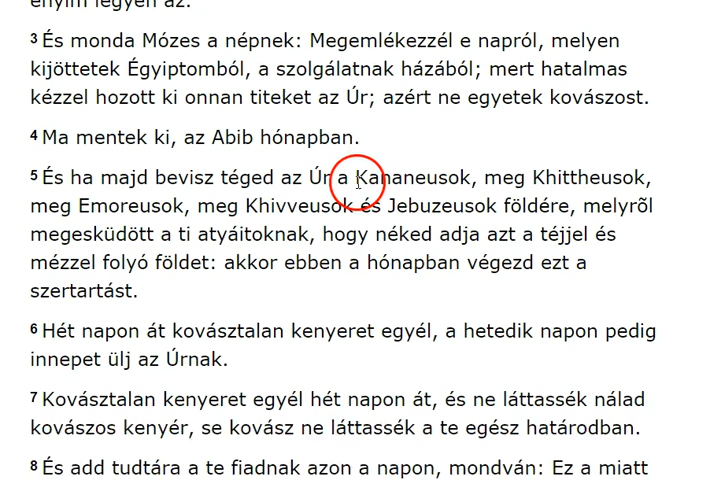 enyim legyen az.
3 És monda Mózes a népnek: Megemlékezzél e napról, melyen
kijöttetek Égyiptomból, a szolgálatnak házából; mert hatalmas
kézzel hozott ki onnan titeket az Úr; azért ne egyetek kovászost.
4 Ma mentek ki, az Abib hónapban.
5 És ha majd bevisz téged az Úr a Kananeusok, meg Khittheusok,
meg Emoreusok, meg Khivveusok és Jebuzeusok földére, melyrõl
megesküdött a ti atyáitoknak, hogy néked adja azt a téjjel és
mézzel folyó földet: akkor ebben a hónapban végezd ezt a
szertartást.
6 Hét napon át kovásztalan kenyeret egyél, a hetedik napon pedig
innepet ülj az Úrnak.
7 Kovásztalan kenyeret egyél hét napon át, és ne láttassék nálad
kovászos kenyér, se kovász ne láttassék a te egész határodban.
8 És add tudtára a te fiadnak azon a napon, mondván: Ez a miatt